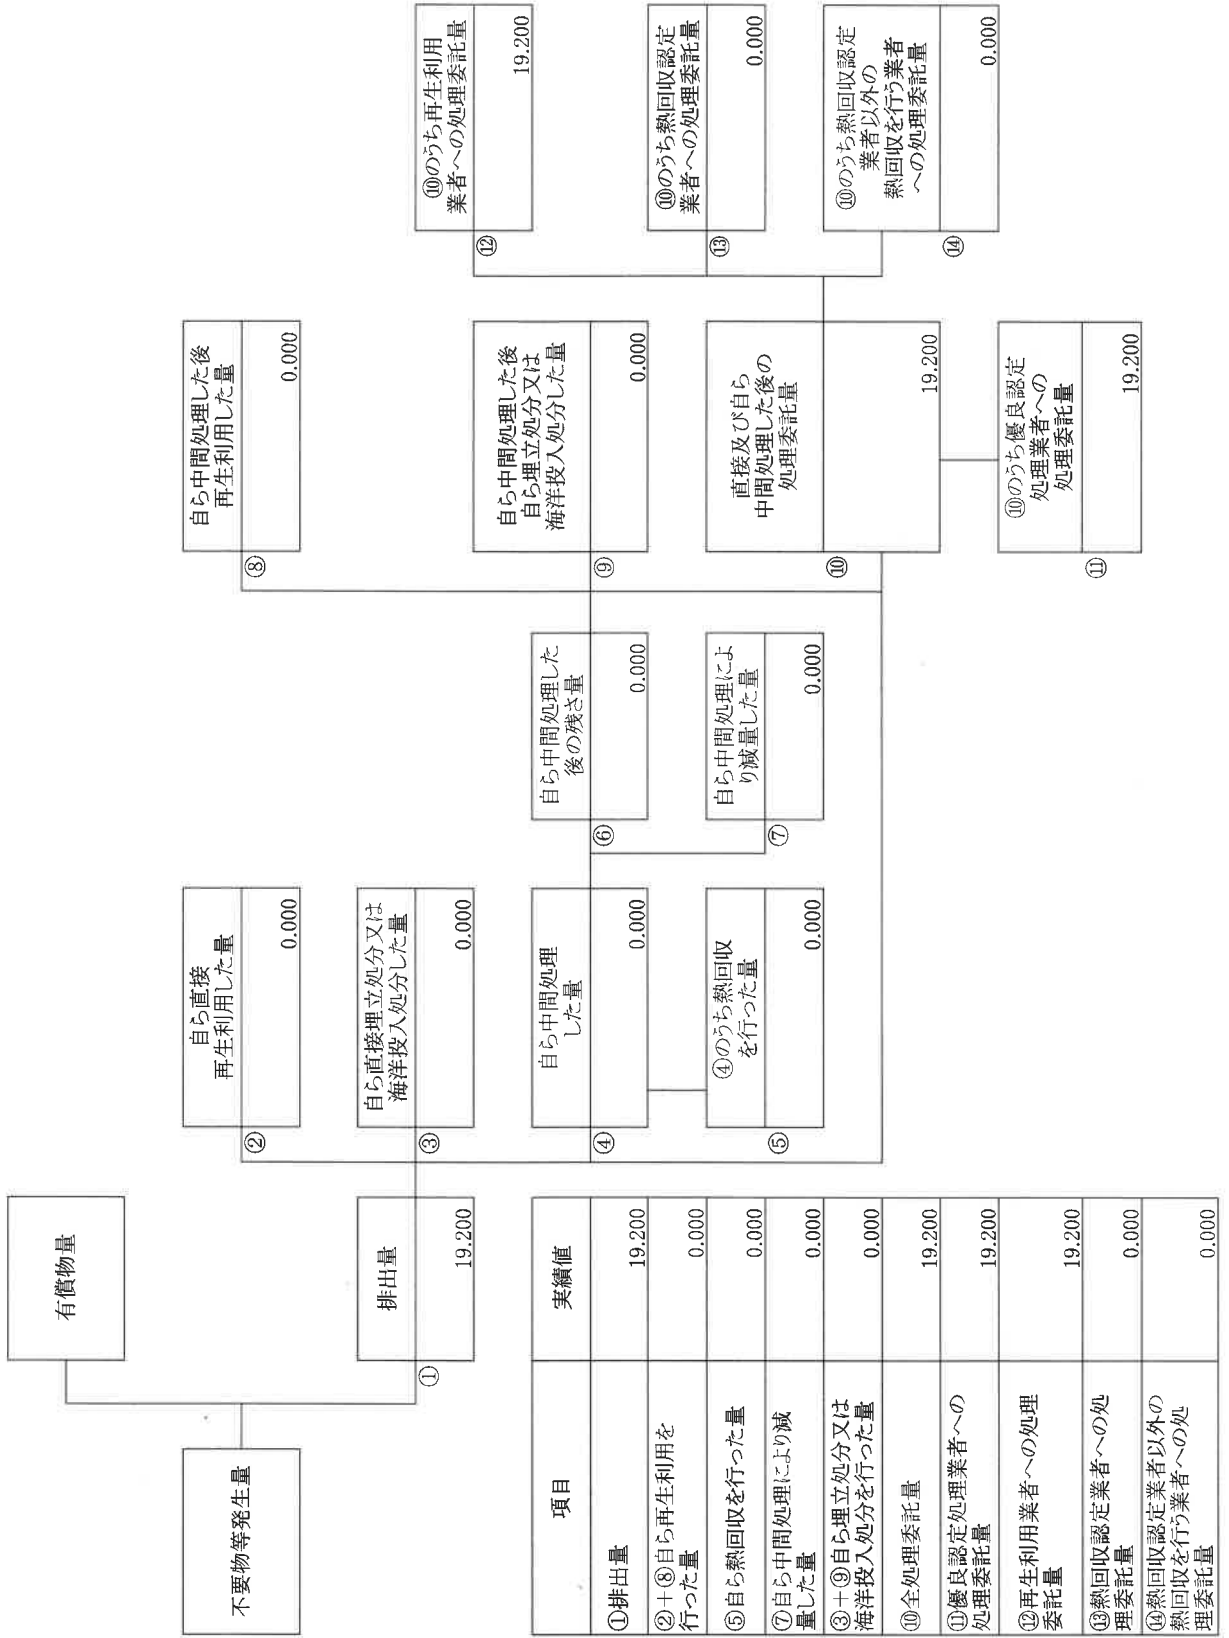 不要物等発生量
有償物量
①
排出量
19.200
②
自ら直接
再生利用した量
0.000
③
自ら直接埋立処分又は
海洋投入処分した量
0.000
④
自ら中間処理
した量
0.000
⑤
④のうち熱回収
を行った量
0.000
⑥
自ら中間処理した
後の残さ量
0.000
⑦
自ら中間処理によ
り減量した量
0.000
⑧
自ら中間処理した後
再生利用した量
0.000
⑨
自ら中間処理した後
自ら埋立処分又は
海洋投入処分した量
0.000
⑩
直接及び自ら
中間処理した後の
処理委託量
19.200
⑪
⑩のうち優良認定
処理業者への
処理委託量
19.200
⑫
⑩のうち再生利用
業者への処理委託量
19.200
⑬
⑩のうち熱回収認定
業者への処理委託量
0.000
⑭
⑩のうち熱回収認定
業者以外の
熱回収を行う業者
への処理委託量
0.000
項目 実績値
①排出量 19.200
②+⑧自ら再生利用を
行った量 0.000
⑤自ら熱回収を行った量 0.000
⑦自ら中間処理により減
量した量 0.000
③+⑨自ら埋立処分又は
海洋投入処分を行った量 0.000
⑩全処理委託量 19.200
⑪優良認定処理業者への
処理委託量 19.200
⑫再生利用業者への処理
委託量 19.200
⑬熱回収認定業者への処
理委託量 0.000
⑭熱回収認定業者以外の
熱回収を行う業者への処
理委託量 0.000